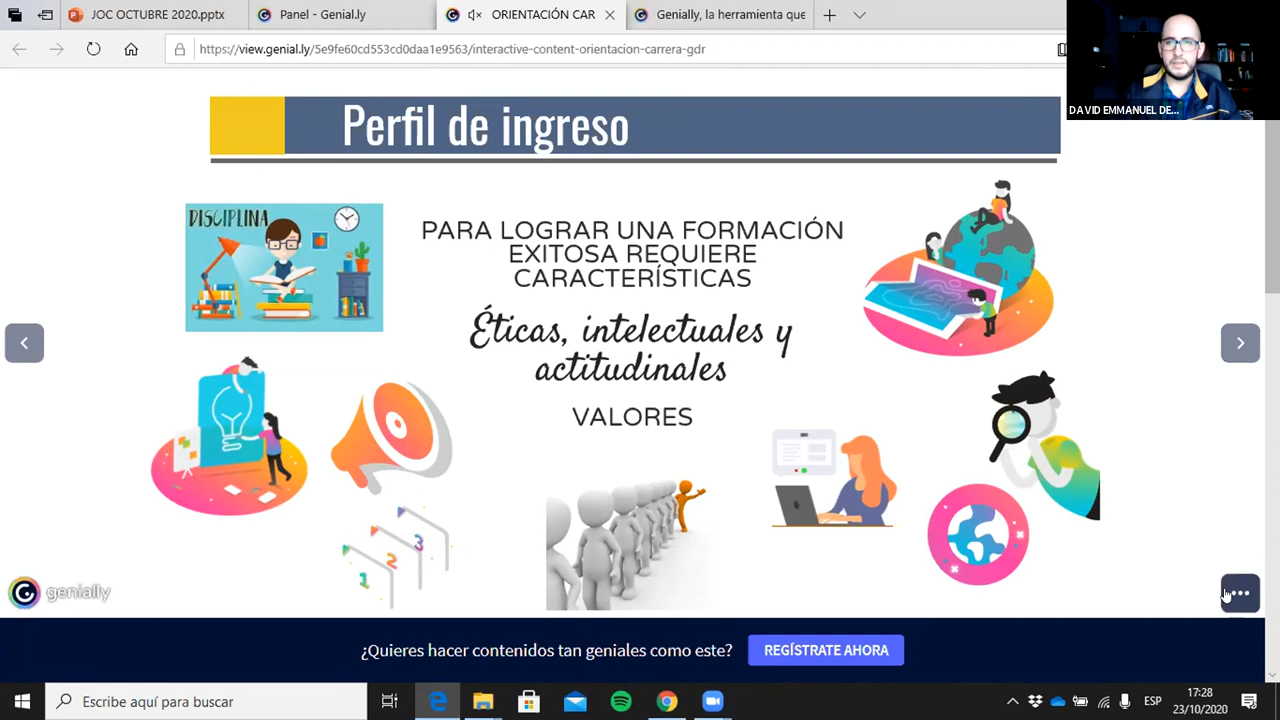 JOC OCTUBRE 2020.pptx
Panel - Genial.ly
ORIENTACIÓN CAR
Genially, la herramienta que
https://view.genial.ly/5e9fe60cd553cd0daa1e9563/interactive-content-orientacion-carrera-gdr
DAVID EMMANUEL DE...
Perfil de ingreso
DISCIPLINA
PARA LOGRAR UNA FORMACIÓN
EXITOSA REQUIERE
CARACTERÍSTICAS
Éticas, intelectuales y
actitudinales
VALORES
1
2
3
genially
¿Quieres hacer contenidos tan geniales como este?
REGÍSTRATE AHORA
Escribe aquí para buscar
ESP
17:28
23/10/2020